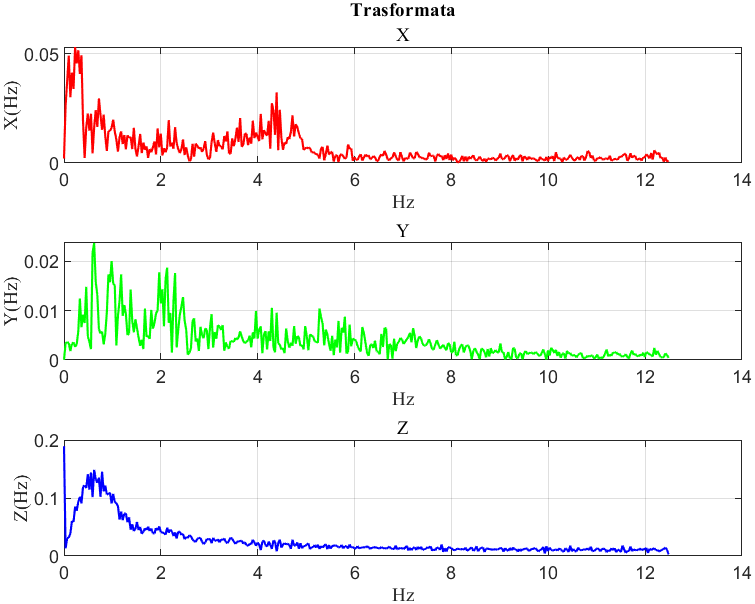 Trasformata
X
X(Hz)
0.05
0
0 2 4 6 8 10 12 14
Hz
Y
Y(Hz)
0.02
0.01
0
0 2 4 6 8 10 12 14
Hz
Z
Z(Hz)
0.2
0.1
0
0 2 4 6 8 10 12 14
Hz